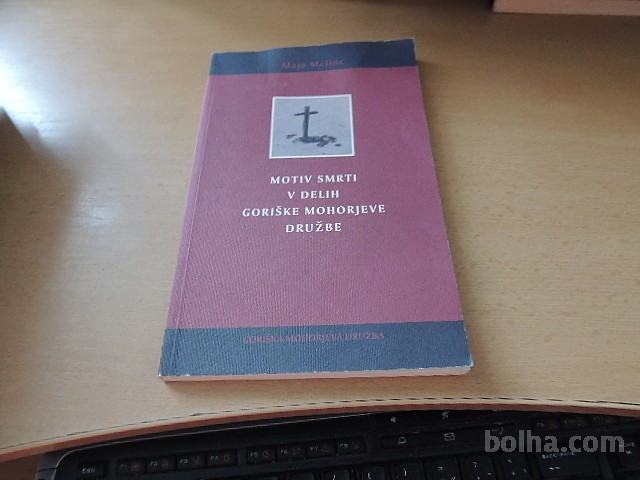 Maja Melinc
MOTIV SMRTI
V DELIH
GORIŠKE MOHORJEVE
DRUŽBE
GORIŠKA MOHORJEVA DRUŽBA
bolha.com